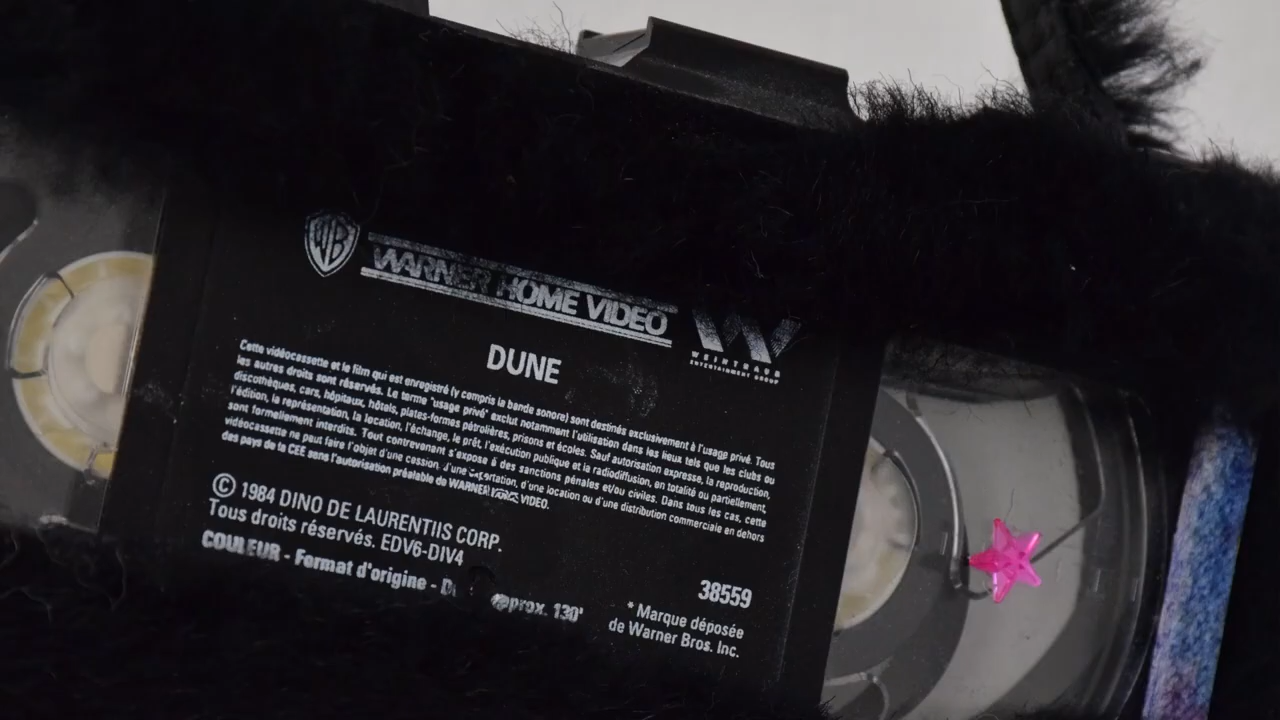 WB
WARNER HOME VIDEO
W
WEINTRAUB
ENTERTAINMENT GROUP
DUNE
Cette vidéocassette et le film qui est enregistré (y compris la bande sonore) sont destinés exclusivement à l'usage privé. Tous
les autres droits sont réservés. Le terme "usage privé" exclut notamment l'utilisation dans les lieux tels que les clubs ou
discothèques, cars, hôpitaux, hôtels, plates-formes pétrolières, prisons et écoles. Sauf autorisation expresse, la reproduction,
l'édition, la représentation, la location, l'échange, le prêt, l'exécution publique et la radiodiffusion, en totalité ou partiellement,
sont formellement interdits. Tout contrevenant s'expose à des sanctions pénales et/ou civiles. Dans tous les cas, cette
vidéocassette ne peut faire l'objet d'une cession, d'une exportation, d'une location ou d'une distribution commerciale en dehors
des pays de la CEE sens l'autorisation préalable de WARNER VIDEO.
© 1984 DINO DE LAURENTIIS CORP.
Tous droits réservés. EDV6-DIV4
COULEUR - Format d'origine - approx. 130'
38559
* Marque déposée
de Warner Bros. Inc.